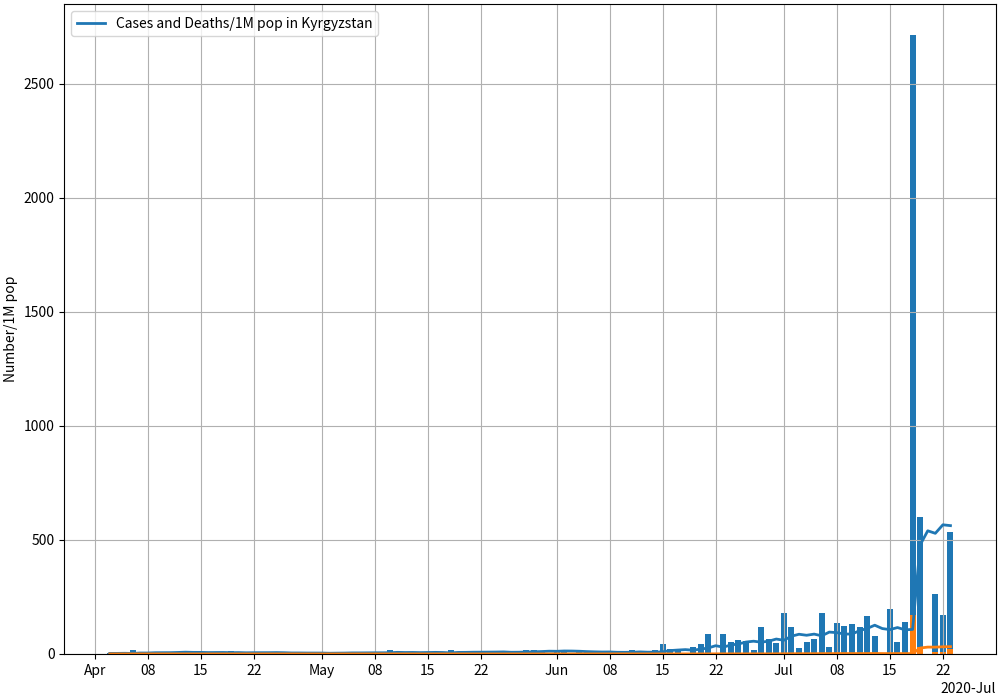 Cases and Deaths/1M pop in Kyrgyzstan
Number/1M pop
2500
2000
1500
1000
500
0
Apr 08 15 22 May 08 15 22 Jun 08 15 22 Jul 08 15 22
2020-Jul